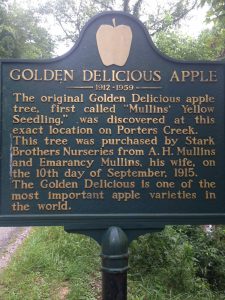 GOLDEN DELICIOUS APPLE
1912-1959
The original Golden Delicious apple
tree, first called "Mullins' Yellow
Seedling," was discovered at this
exact location on Porters Creek.
This tree was purchased by Stark
Brothers Nurseries from A.H. Mullins
and Emarancy Mullins, his wife, on
the 10th day of September, 1915.
The Golden Delicious is one of the
most important apple varieties in
the world.